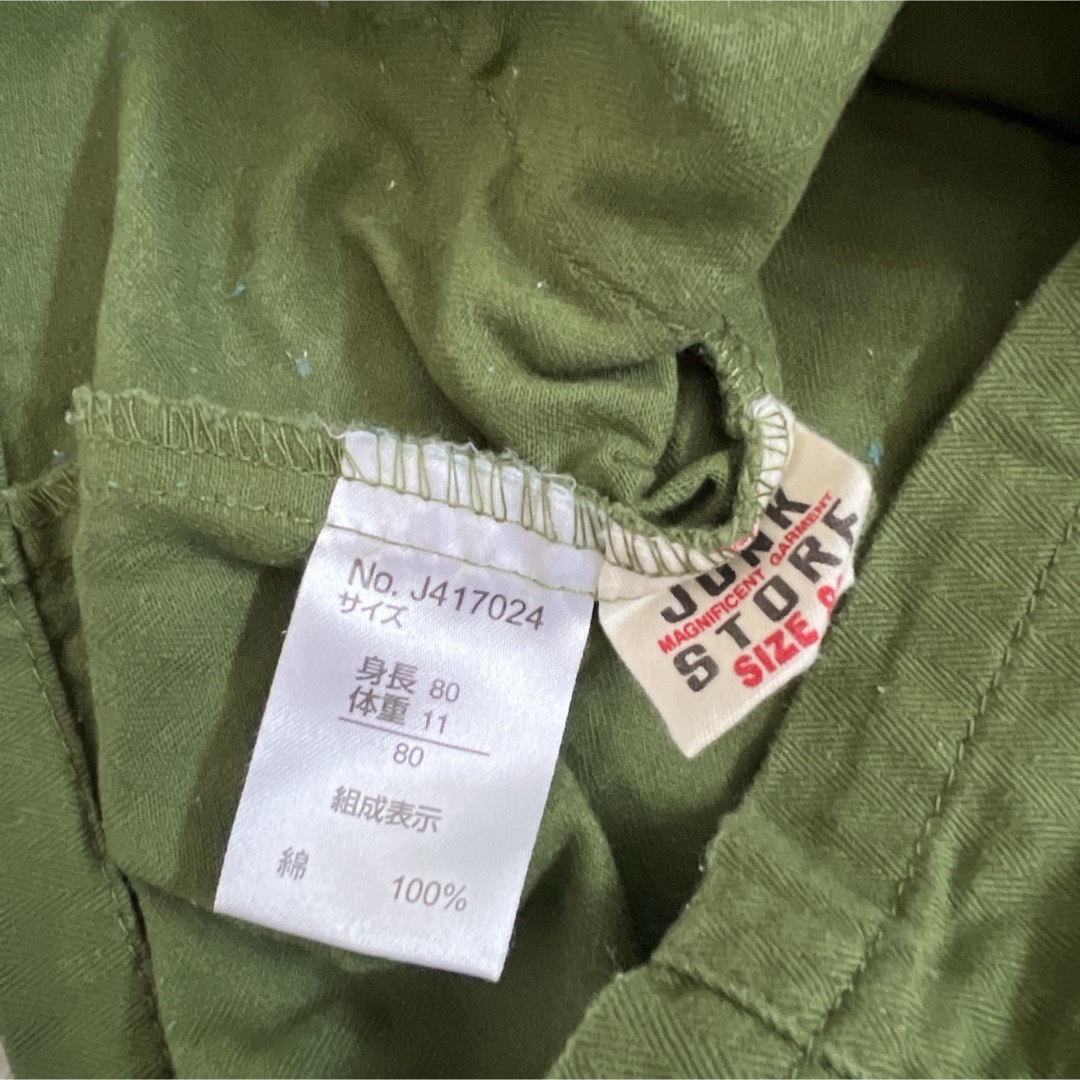 No. J417024
サイズ
身長 80
体重 11
80
組成表示
綿 100%
JUNK
MAGNIFICENT GARMENT
STORE
SIZE